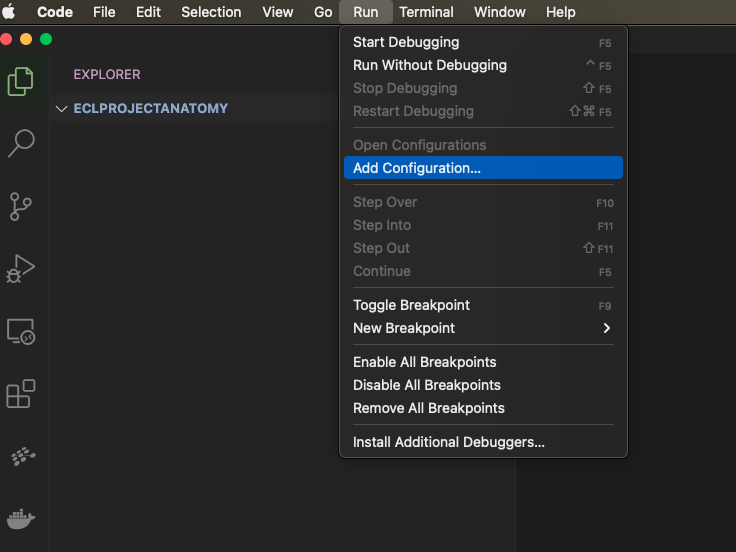 Code File Edit Selection View Go Run Terminal Window Help
EXPLORER
ECLPROJECTANATOMY
Start Debugging F5
Run Without Debugging ^ F5
Stop Debugging ⇧ F5
Restart Debugging ⇧⌘ F5
Open Configurations
Add Configuration...
Step Over F10
Step Into F11
Step Out ⇧ F11
Continue F5
Toggle Breakpoint F9
New Breakpoint
Enable All Breakpoints
Disable All Breakpoints
Remove All Breakpoints
Install Additional Debuggers...